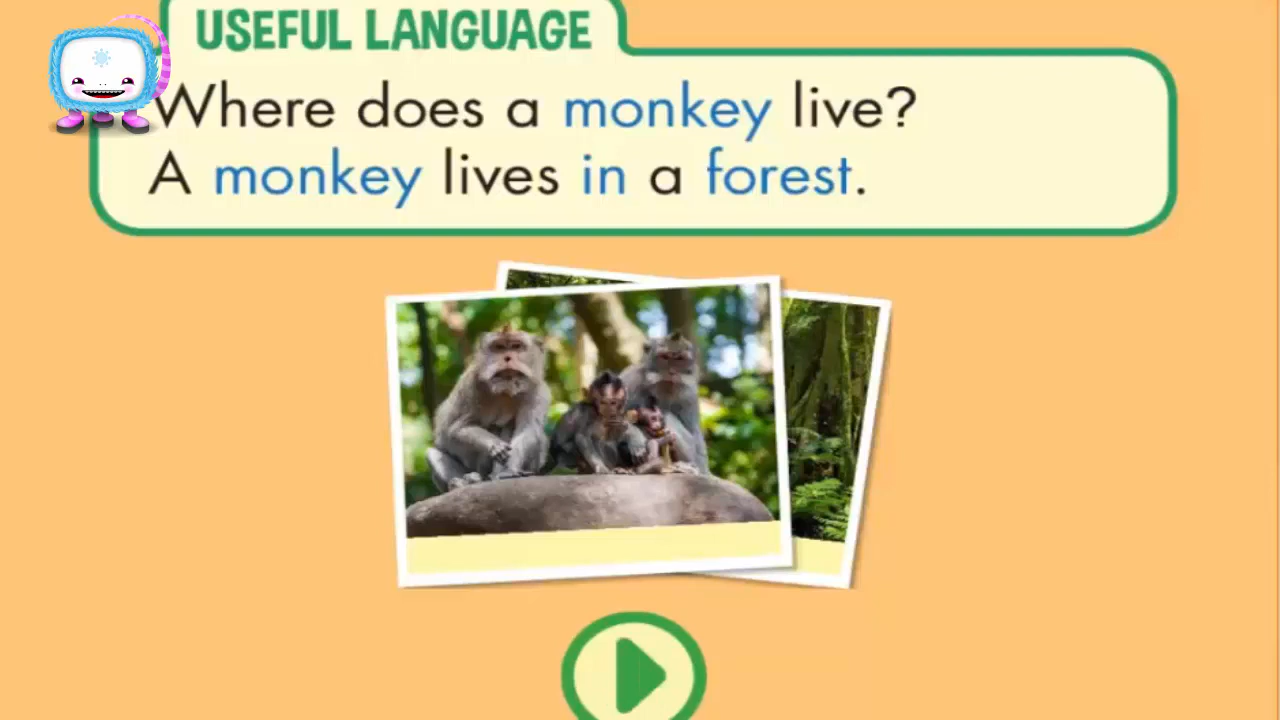 USEFUL LANGUAGE
Where does a monkey live?
A monkey lives in a forest.